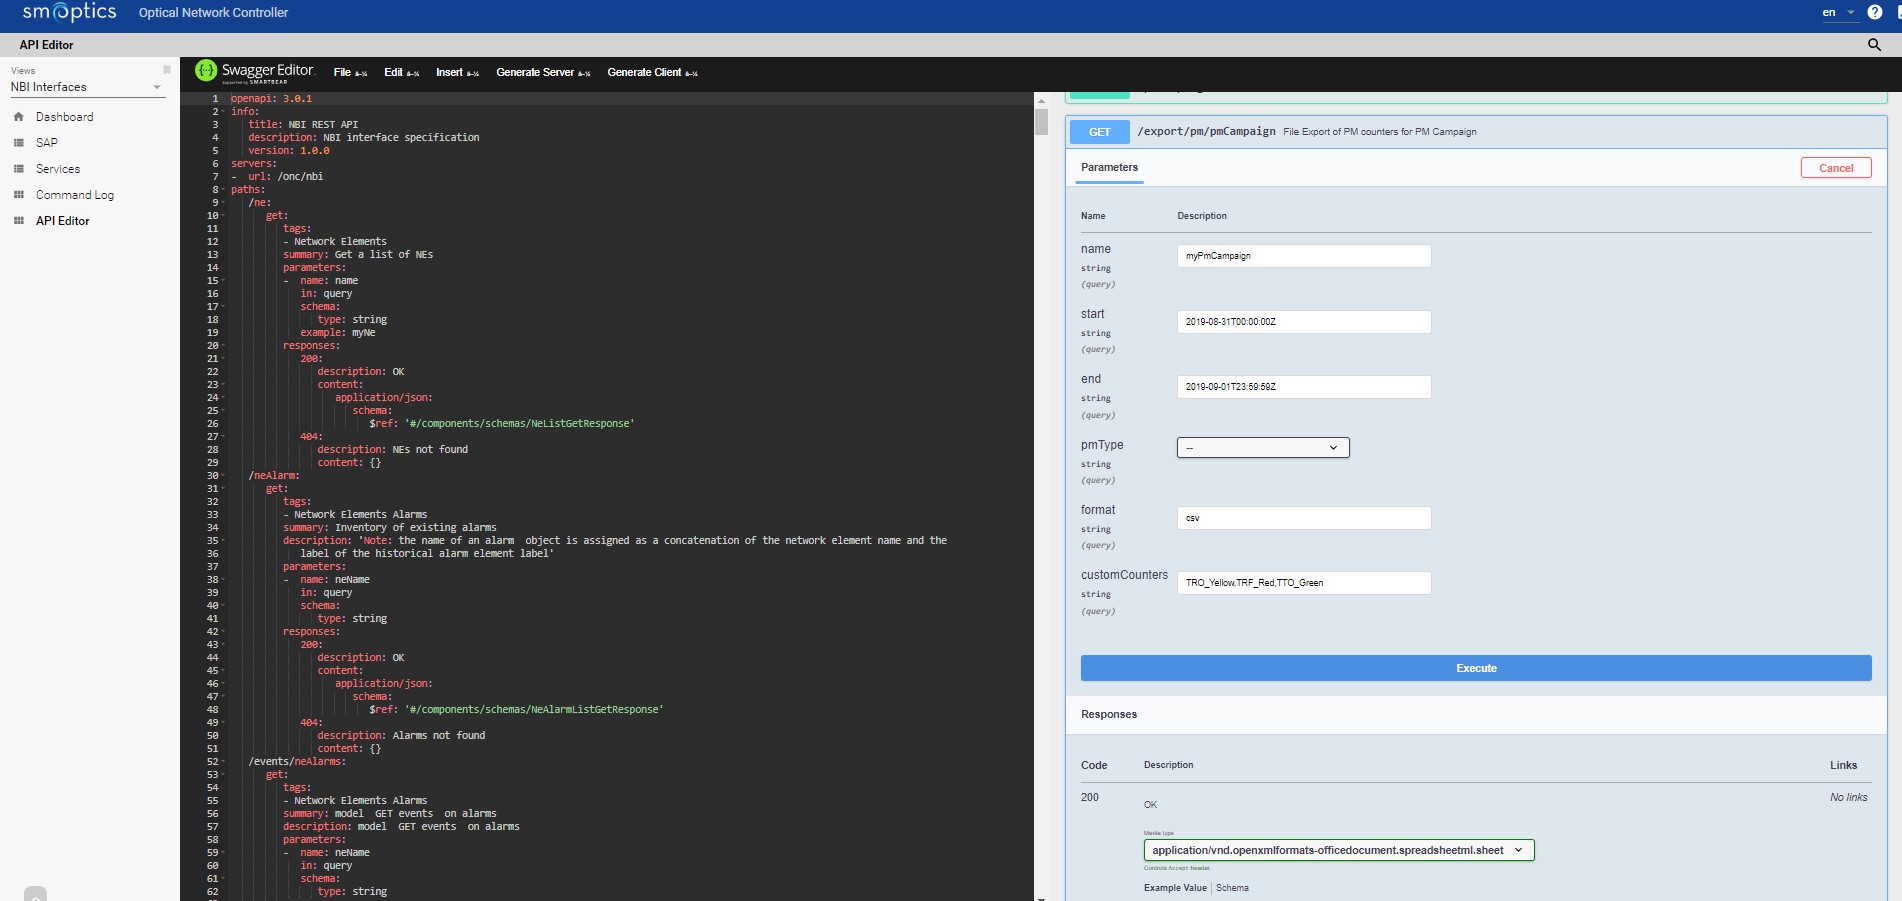 smoptics Optical Network Controller en ?
API Editor
Views
NBI Interfaces
Dashboard
SAP
Services
Command Log
API Editor
{··} Swagger Editor.
supported by SMARTBEAR
File
Edit
Insert
Generate Server
Generate Client
1 openapi: 3.0.1
2 info:
3 title: NBI REST API
4 description: NBI interface specification
5 version: 1.0.0
6 servers:
7 - url: /onc/nbi
8 paths:
9 /ne:
10 get:
11 tags:
12 - Network Elements
13 summary: Get a list of NEs
14 parameters:
15 - name: name
16 in: query
17 schema:
18 type: string
19 example: myNe
20 responses:
21 200:
22 description: OK
23 content:
24 application/json:
25 schema:
26 $ref: '#/components/schemas/NeListGetResponse'
27 404:
28 description: NEs not found
29 content: {}
30 /neAlarm:
31 get:
32 tags:
33 - Network Elements Alarms
34 summary: Inventory of existing alarms
35 description: 'Note: the name of an alarm  object is assigned as a concatenation of the network element name and the
36 label of the historical alarm element label'
37 parameters:
38 - name: neName
39 in: query
40 schema:
41 type: string
42 responses:
43 200:
44 description: OK
45 content:
46 application/json:
47 schema:
48 $ref: '#/components/schemas/NeAlarmListGetResponse'
49 404:
50 description: Alarms not found
51 content: {}
52 /events/neAlarms:
53 get:
54 tags:
55 - Network Elements Alarms
56 summary: model  GET events  on alarms
57 description: model  GET events  on alarms
58 parameters:
59 - name: neName
60 in: query
61 schema:
62 type: string
GET /export/pm/pmCampaign File Export of PM counters for PM Campaign
Parameters Cancel
Name Description
name myPmCampaign
string
(query)
start 2019-08-31T00:00:00Z
string
(query)
end 2019-09-01T23:59:59Z
string
(query)
pmType --
string
(query)
format csv
string
(query)
customCounters TRO_Yellow,TRF_Red,TTO_Green
string
(query)
Execute
Responses
Code Description Links
200 OK No links
Media type
application/vnd.openxmlformats-officedocument.spreadsheetml.sheet
Controls Accept header.
Example Value Schema